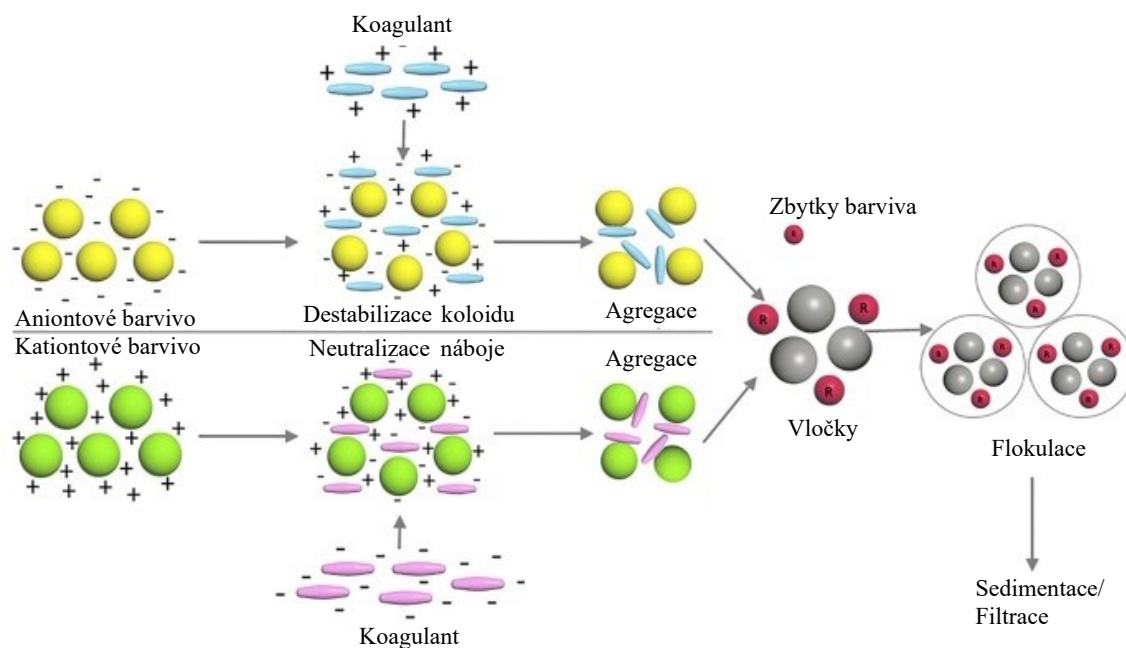 Koagulant
Zbytky barviva
R
Aniontové barvivo
Destabilizace koloidu
Agregace
Kationtové barvivo
Neutralizace náboje
Agregace
R
R
R
Vločky
R
R
R
R
R
R
R
R
R
Flokulace
Sedimentace/
Filtrace
Koagulant